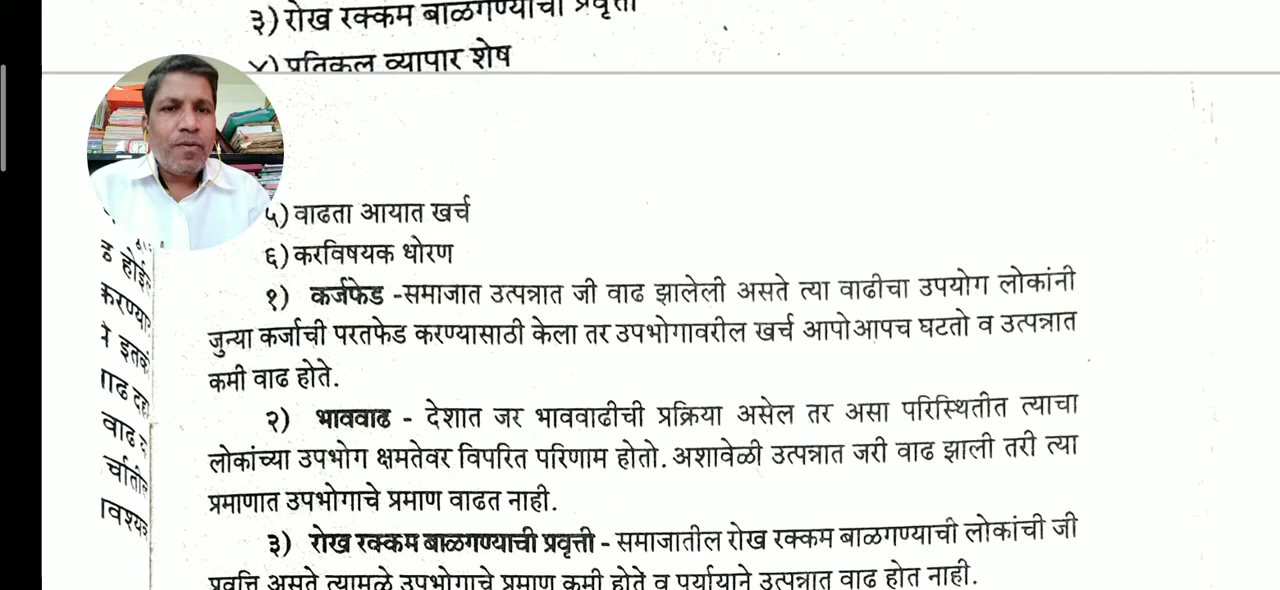 ३) रोख रक्कम बाळगण्याची प्रवृत्ती
४) प्रतिकूल व्यापार शेष
५) वाढता आयात खर्च
६) करविषयक धोरण
१) कर्जफेड -समाजात उत्पन्नात जी वाढ झालेली असते त्या वाढीचा उपयोग लोकांनी
जुन्या कर्जाची परतफेड करण्यासाठी केला तर उपभोगावरील खर्च आपोआपच घटतो व उत्पन्नात
कमी वाढ होते.
२) भाववाढ - देशात जर भाववाढीची प्रक्रिया असेल तर असा परिस्थितीत त्याचा
लोकांच्या उपभोग क्षमतेवर विपरित परिणाम होतो. अशावेळी उत्पन्नात जरी वाढ झाली तरी त्या
प्रमाणात उपभोगाचे प्रमाण वाढत नाही.
३) रोख रक्कम बाळगण्याची प्रवृत्ती - समाजातील रोख रक्कम बाळगण्याची लोकांची जी
प्रवृत्ति असते त्यामुळे उपभोगाचे प्रमाण कमी होते व पर्यायाने उत्पन्नात वाढ होत नाही.